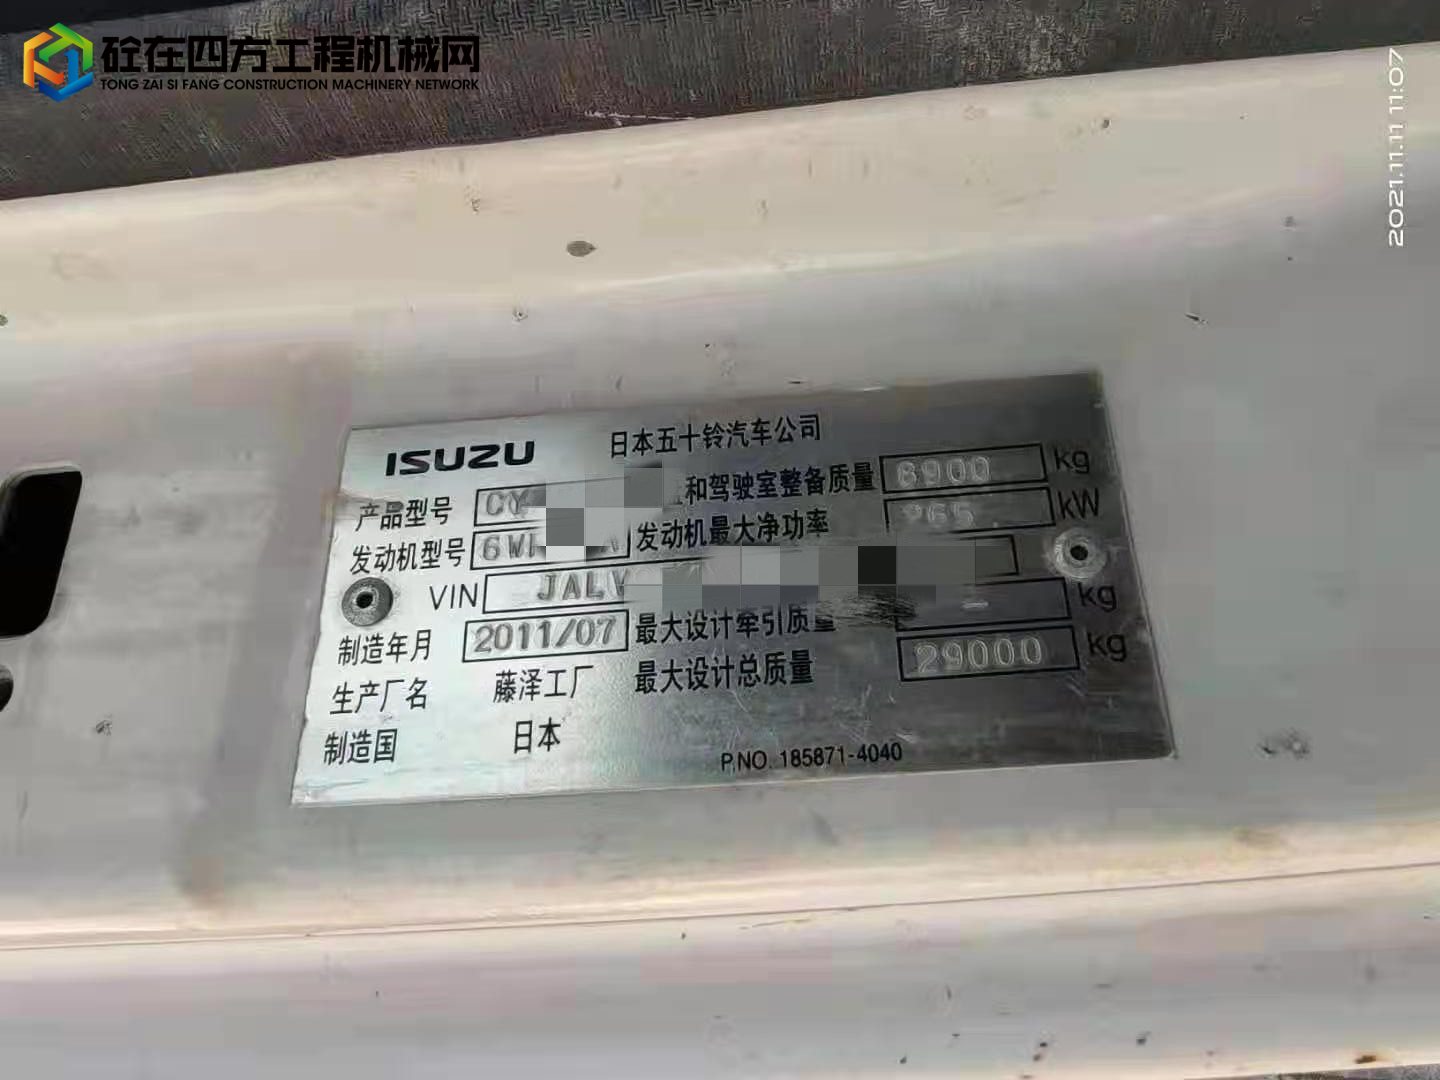 砼在四方工程机械网
TONG ZAI SI FANG CONSTRUCTION MACHINERY NETWORK
2021.11.11 11:07
ISUZU 日本五十铃汽车公司
产品型号 CY 和驾驶室整备质量 8900 kg
发动机型号 6W 发动机最大净功率 265 kW
VIN JALV
制造年月 2011/07 最大设计牵引质量 – kg
生产厂名 藤泽工厂 最大设计总质量 29000 kg
制造国 日本
P.NO. 185871-4040